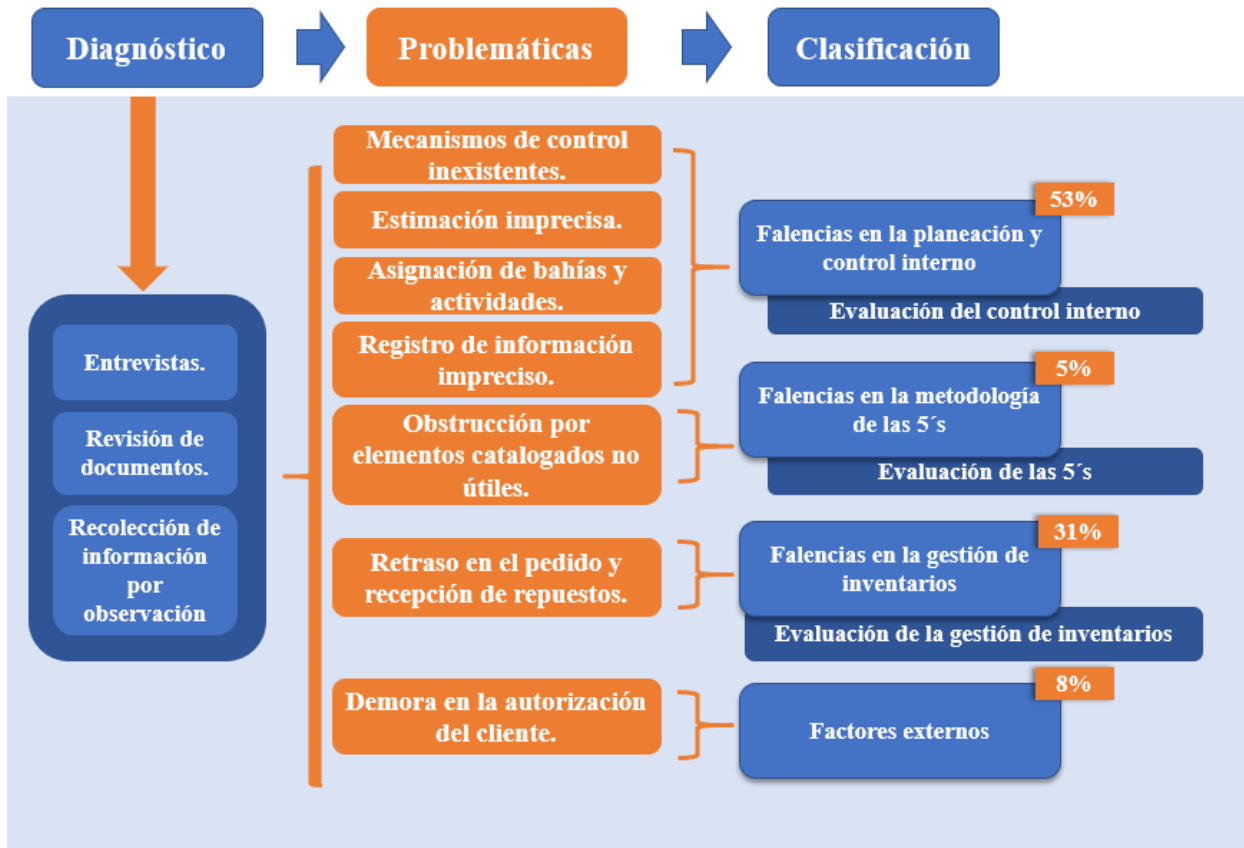 Diagnóstico
Problemáticas
Clasificación
Entrevistas.
Revisión de
documentos.
Recolección de
información
por
observación
Mecanismos de control
inexistentes.
Estimación imprecisa.
Asignación de bahías y
actividades.
Registro de información
impreciso.
Obstrucción por
elementos catalogados no
útiles.
Retraso en el pedido y
recepción de repuestos.
Demora en la autorización
del cliente.
53%
Falencias en la planeación y
control interno
Evaluación del control interno
5%
Falencias en la metodología
de las 5´s
Evaluación de las 5´s
31%
Falencias en la gestión de
inventarios
Evaluación de la gestión de inventarios
8%
Factores externos